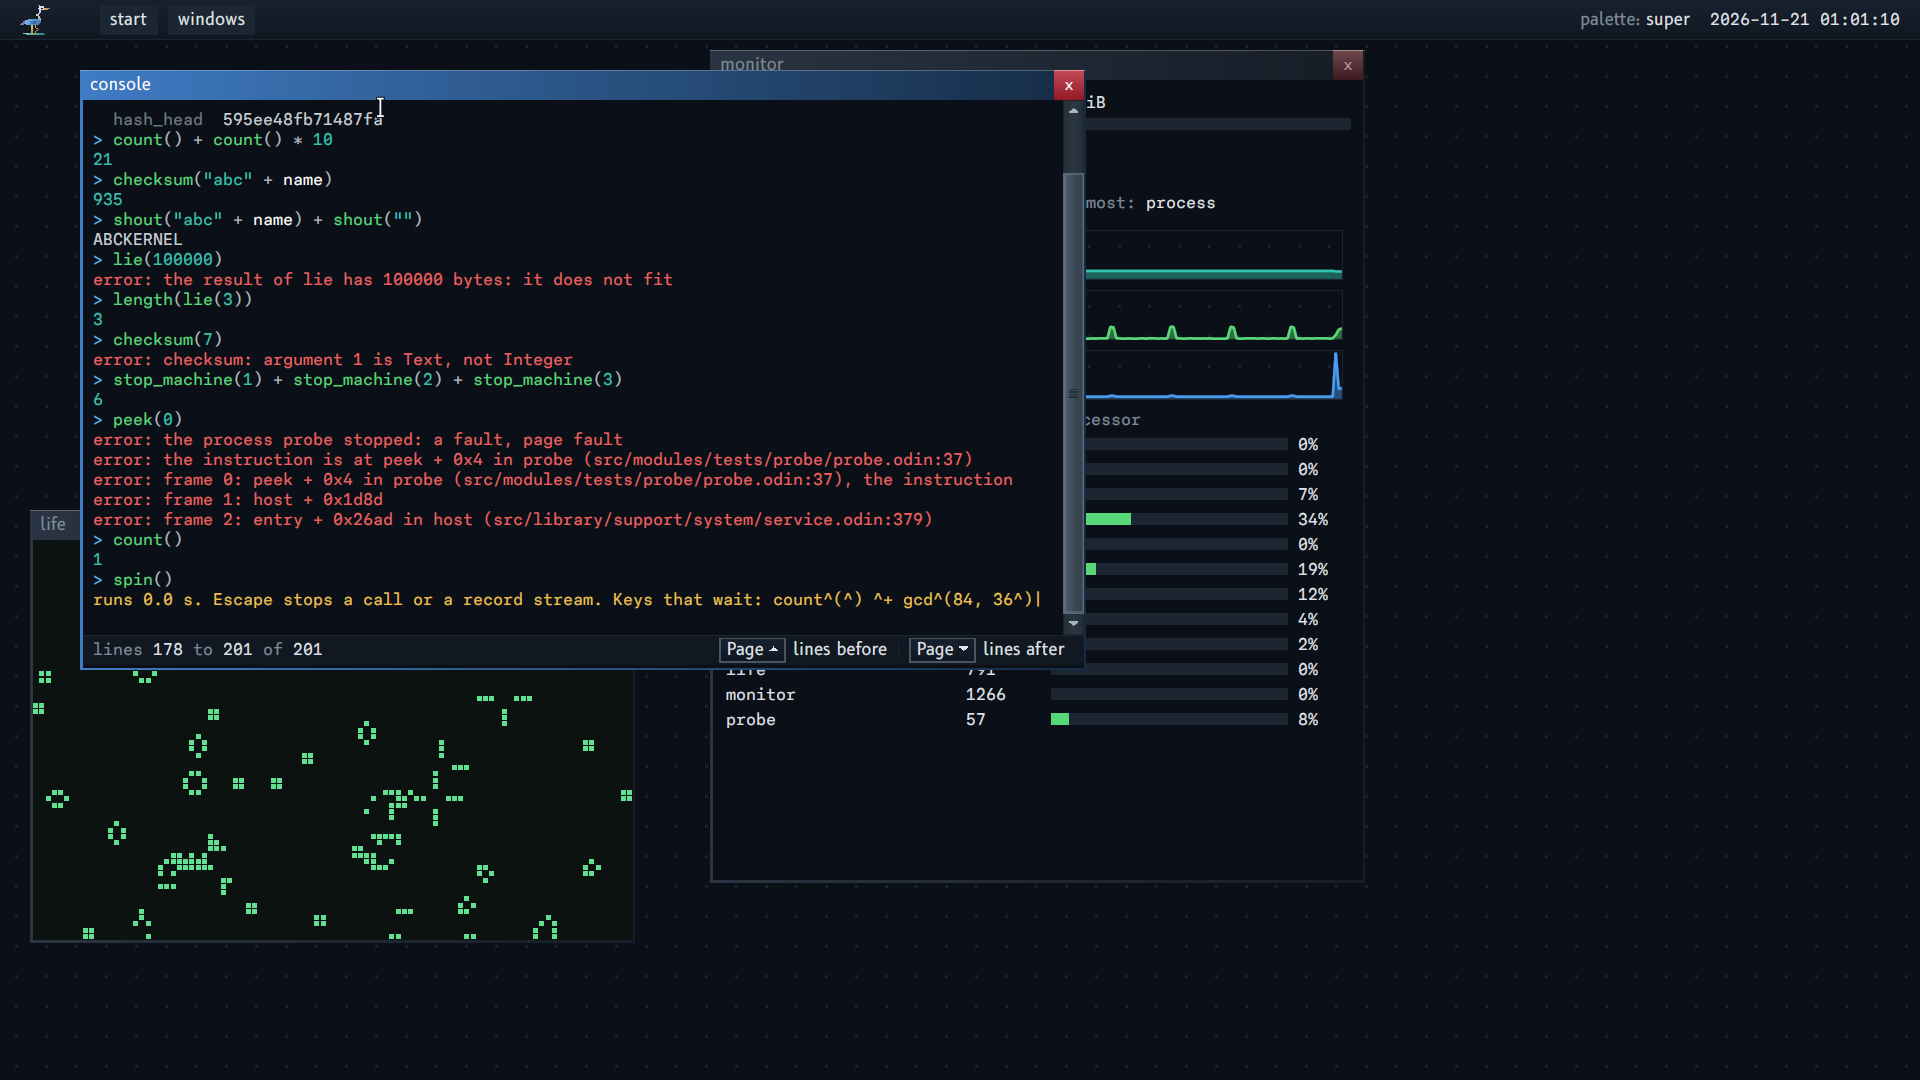 start windows palette: super 2026-11-21 01:01:10
monitor x
console x
iB
hash_head 595ee48fb71487fa
> count() + count() * 10
21
> checksum("abc" + name)
935
> shout("abc" + name) + shout("")
ABCKERNEL
> lie(100000)
error: the result of lie has 100000 bytes: it does not fit
> length(lie(3))
3
> checksum(7)
error: checksum: argument 1 is Text, not Integer
> stop_machine(1) + stop_machine(2) + stop_machine(3)
6
> peek(0)
error: the process probe stopped: a fault, page fault
error: the instruction is at peek + 0x4 in probe (src/modules/tests/probe/probe.odin:37)
error: frame 0: peek + 0x4 in probe (src/modules/tests/probe/probe.odin:37), the instruction
error: frame 1: host + 0x1d8d
error: frame 2: entry + 0x26ad in host (src/library/support/system/service.odin:379)
> count()
1
> spin()
runs 0.0 s. Escape stops a call or a record stream. Keys that wait: count^(^) ^+ gcd^(84, 36^)|
lines 178 to 201 of 201 Page lines before Page lines after
most: process
cessor
0%
0%
7%
34%
0%
19%
12%
4%
2%
life 791 0%
monitor 1266 0%
probe 57 8%
life